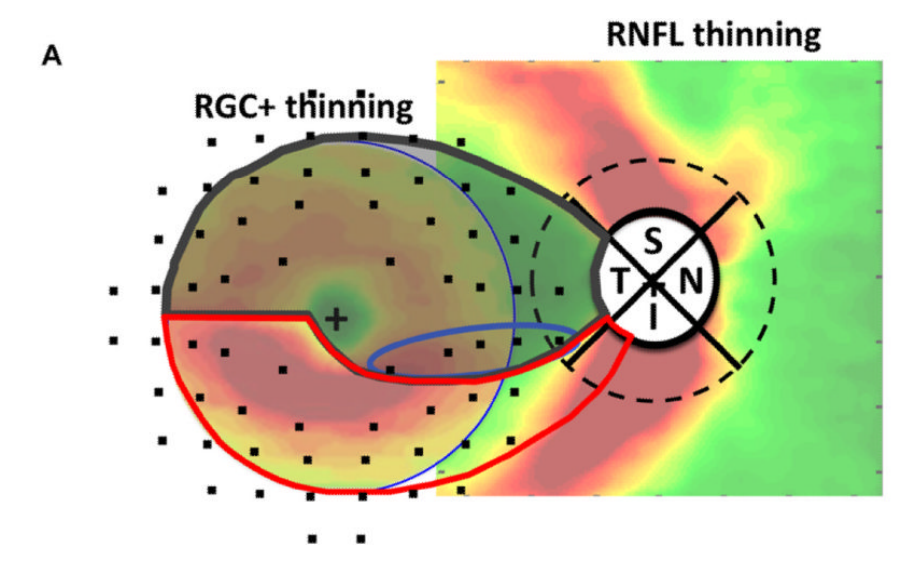 RNFL thinning
A
RGC+ thinning
S
T N
I